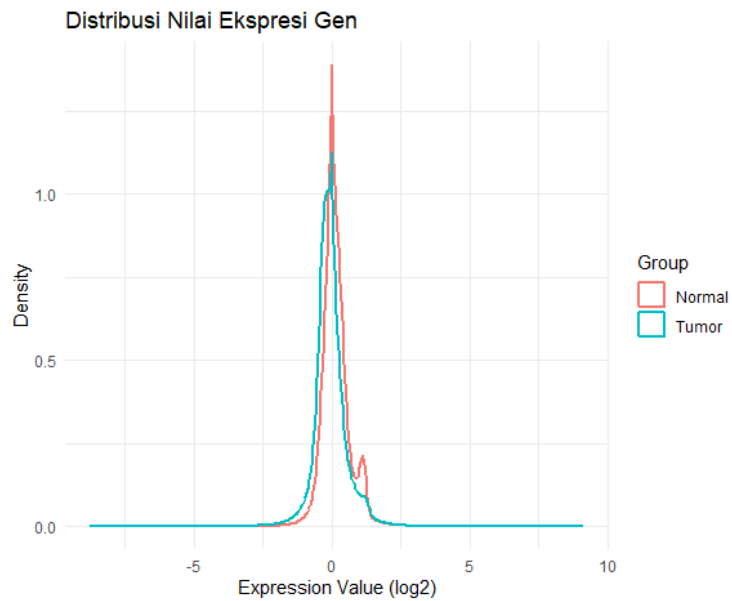 Distribusi Nilai Ekspresi Gen
Density
1.0
0.5
0.0
-5
0
5
10
Expression Value (log2)
Group
Normal
Tumor